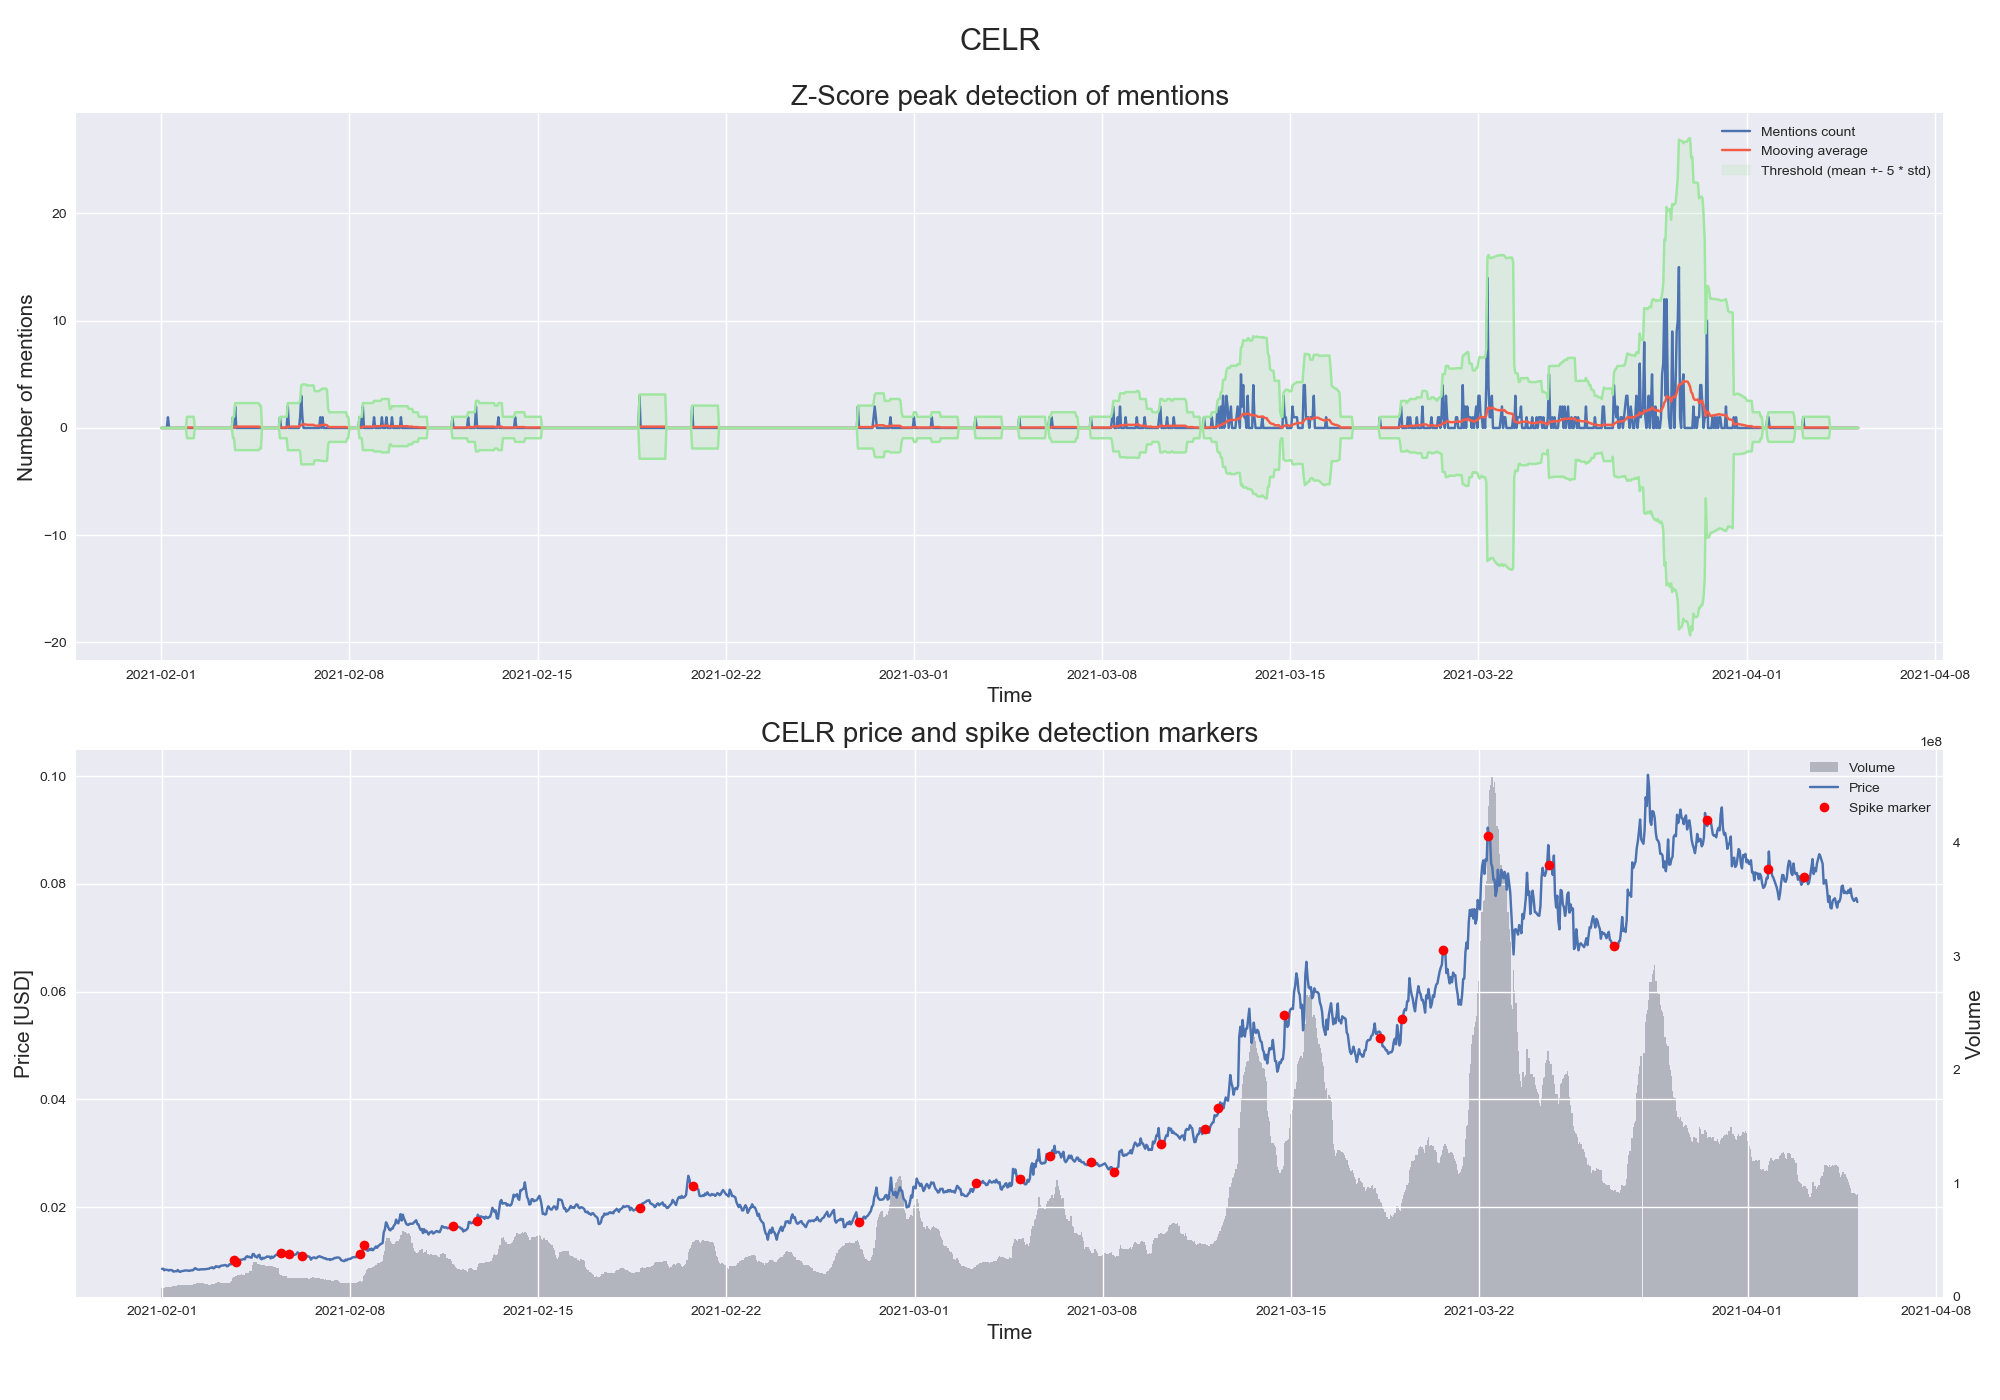 CELR
Z-Score peak detection of mentions
Mentions count
Mooving average
Threshold (mean +- 5 * std)
Number of mentions
20
10
0
−10
−20
2021-02-01 2021-02-08 2021-02-15 2021-02-22 2021-03-01 2021-03-08 2021-03-15 2021-03-22 2021-04-01 2021-04-08
Time
CELR price and spike detection markers
1e8
Volume
Price
Spike marker
Price [USD]
0.10
0.08
0.06
0.04
0.02
4
3
2
1
0
Volume
2021-02-01 2021-02-08 2021-02-15 2021-02-22 2021-03-01 2021-03-08 2021-03-15 2021-03-22 2021-04-01 2021-04-08
Time